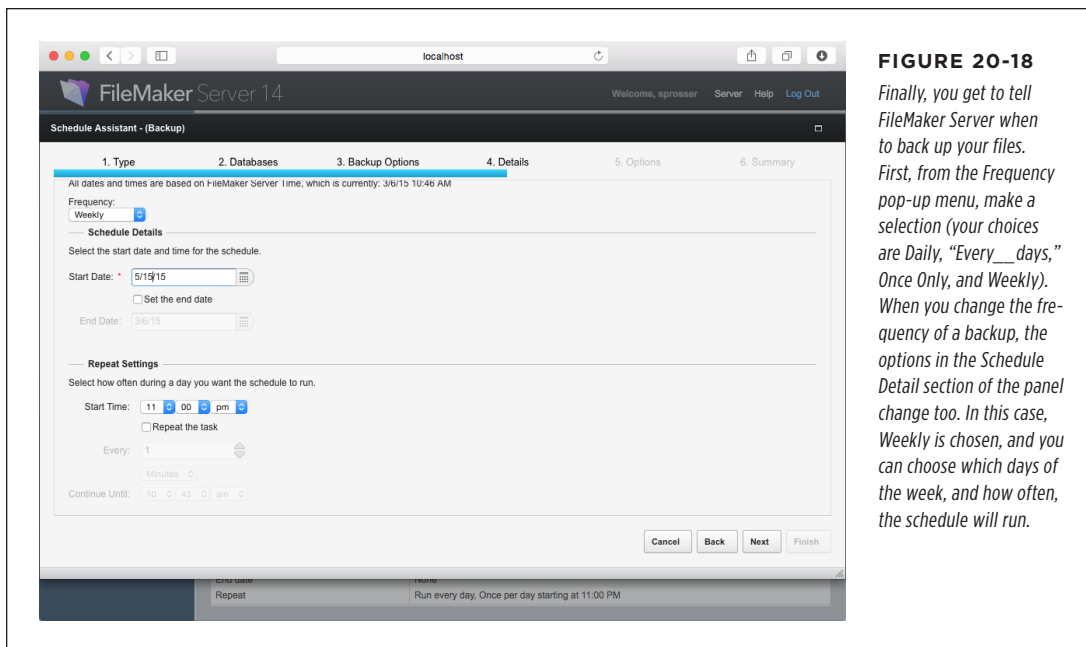 localhost
FileMaker Server 14
Welcome, sprosser Server Help Log Out
Schedule Assistant - (Backup)
1. Type 2. Databases 3. Backup Options 4. Details 5. Options 6. Summary
All dates and times are based on FileMaker Server Time, which is currently: 3/6/15 10:46 AM
Frequency:
Weekly
Schedule Details
Select the start date and time for the schedule.
Start Date: * 5/15/15
Set the end date
End Date: 3/6/15
Repeat Settings
Select how often during a day you want the schedule to run.
Start Time: 11 00 pm
Repeat the task
Every: 1
Minutes
Continue Until: 10 43 am
Cancel Back Next Finish
End date None
Repeat Run every day, Once per day starting at 11:00 PM
FIGURE 20-18
Finally, you get to tell
FileMaker Server when
to back up your files.
First, from the Frequency
pop-up menu, make a
selection (your choices
are Daily, “Every__days,”
Once Only, and Weekly).
When you change the fre-
quency of a backup, the
options in the Schedule
Detail section of the panel
change too. In this case,
Weekly is chosen, and you
can choose which days of
the week, and how often,
the schedule will run.